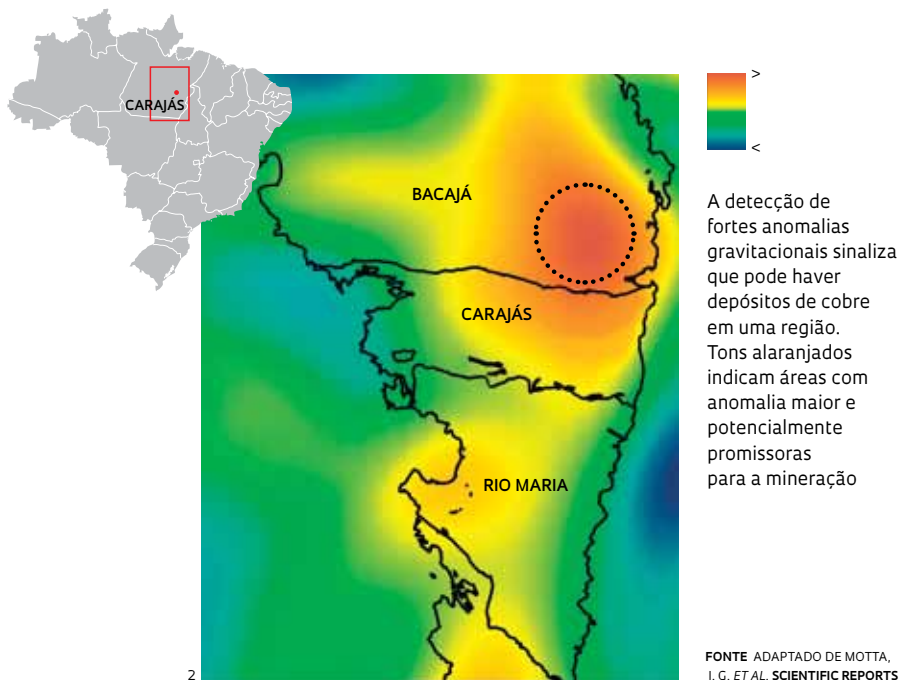 CARAJÁS
BACAJÁ
CARAJÁS
RIO MARIA
2
>
<
A detecção de
fortes anomalias
gravitacionais sinaliza
que pode haver
depósitos de cobre
em uma região.
Tons alaranjados
indicam áreas com
anomalia maior e
potencialmente
promissoras
para a mineração
FONTE ADAPTADO DE MOTTA,
J. G. ET AL. SCIENTIFIC REPORTS